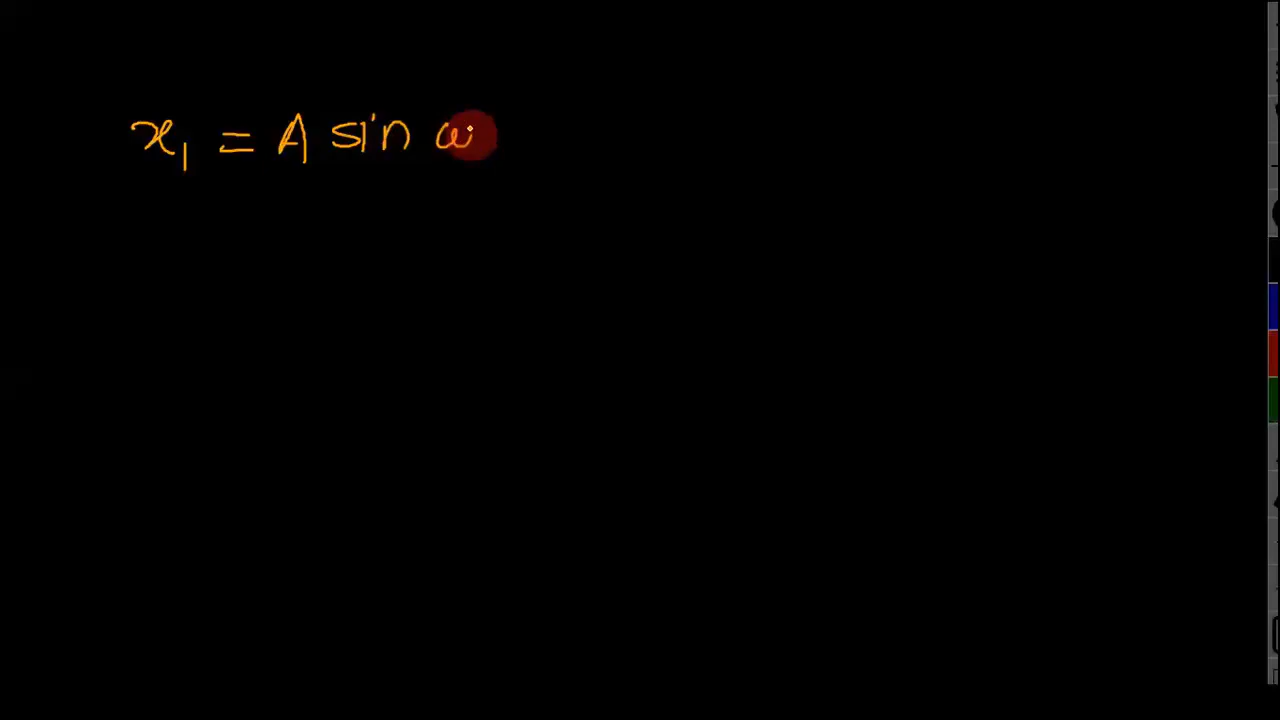 x₁ = A sin ω